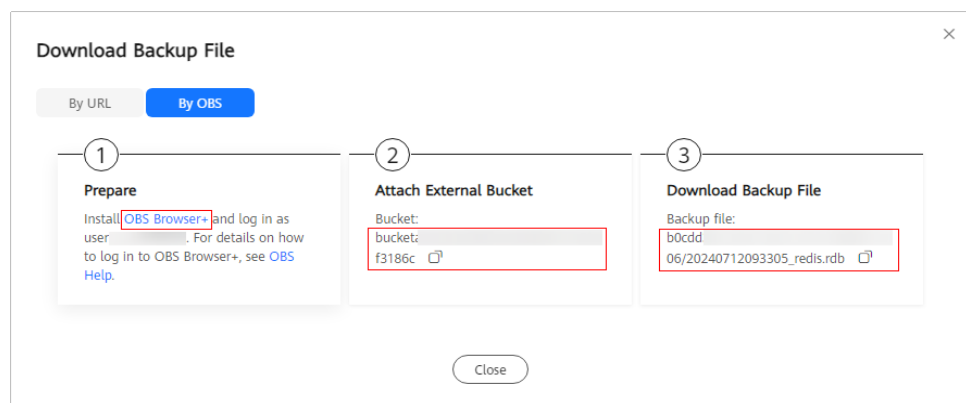 Download Backup File
By URL
By OBS
1
Prepare
Install OBS Browser+ and log in as
user . For details on how
to log in to OBS Browser+, see OBS
Help.
2
Attach External Bucket
Bucket:
bucket
f3186c
3
Download Backup File
Backup file:
b0cdd
06/20240712093305_redis.rdb
Close